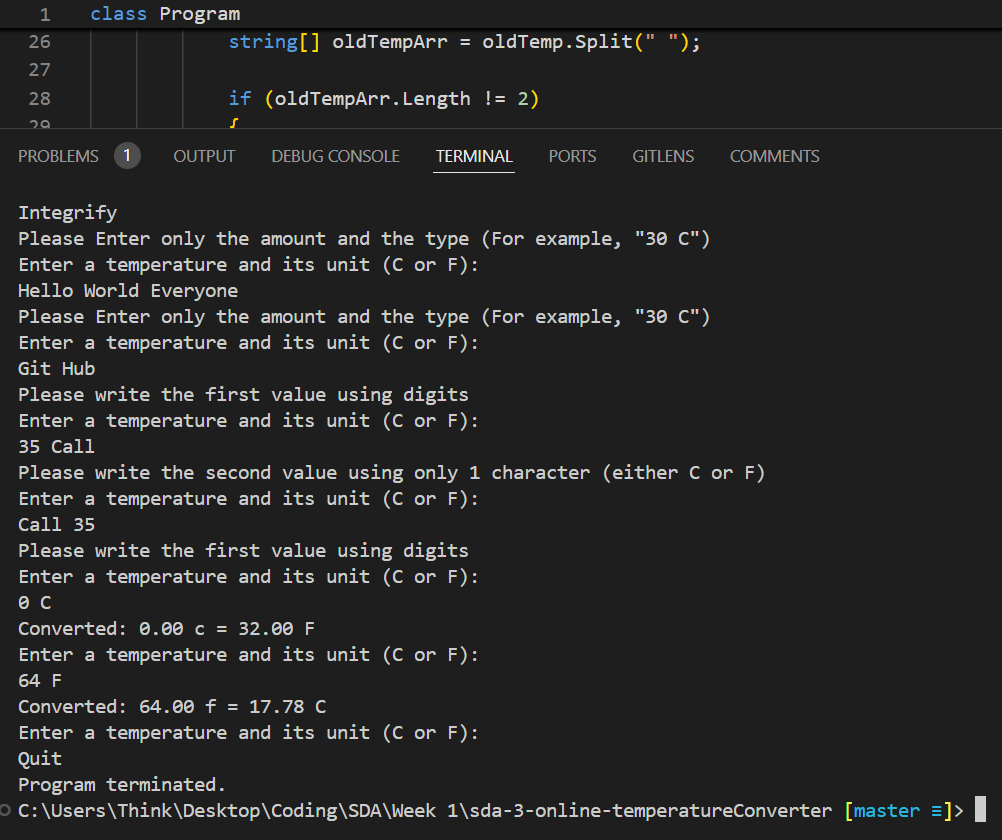 1 class Program
26 string[] oldTempArr = oldTemp.Split(" ");
27
28 if (oldTempArr.Length != 2)
29 {
PROBLEMS 1 OUTPUT DEBUG CONSOLE TERMINAL PORTS GITLENS COMMENTS
Integrify
Please Enter only the amount and the type (For example, "30 C")
Enter a temperature and its unit (C or F):
Hello World Everyone
Please Enter only the amount and the type (For example, "30 C")
Enter a temperature and its unit (C or F):
Git Hub
Please write the first value using digits
Enter a temperature and its unit (C or F):
35 Call
Please write the second value using only 1 character (either C or F)
Enter a temperature and its unit (C or F):
Call 35
Please write the first value using digits
Enter a temperature and its unit (C or F):
0 C
Converted: 0.00 c = 32.00 F
Enter a temperature and its unit (C or F):
64 F
Converted: 64.00 f = 17.78 C
Enter a temperature and its unit (C or F):
Quit
Program terminated.
C:\Users\Think\Desktop\Coding\SDA\Week 1\sda-3-online-temperatureConverter [master ≡]>